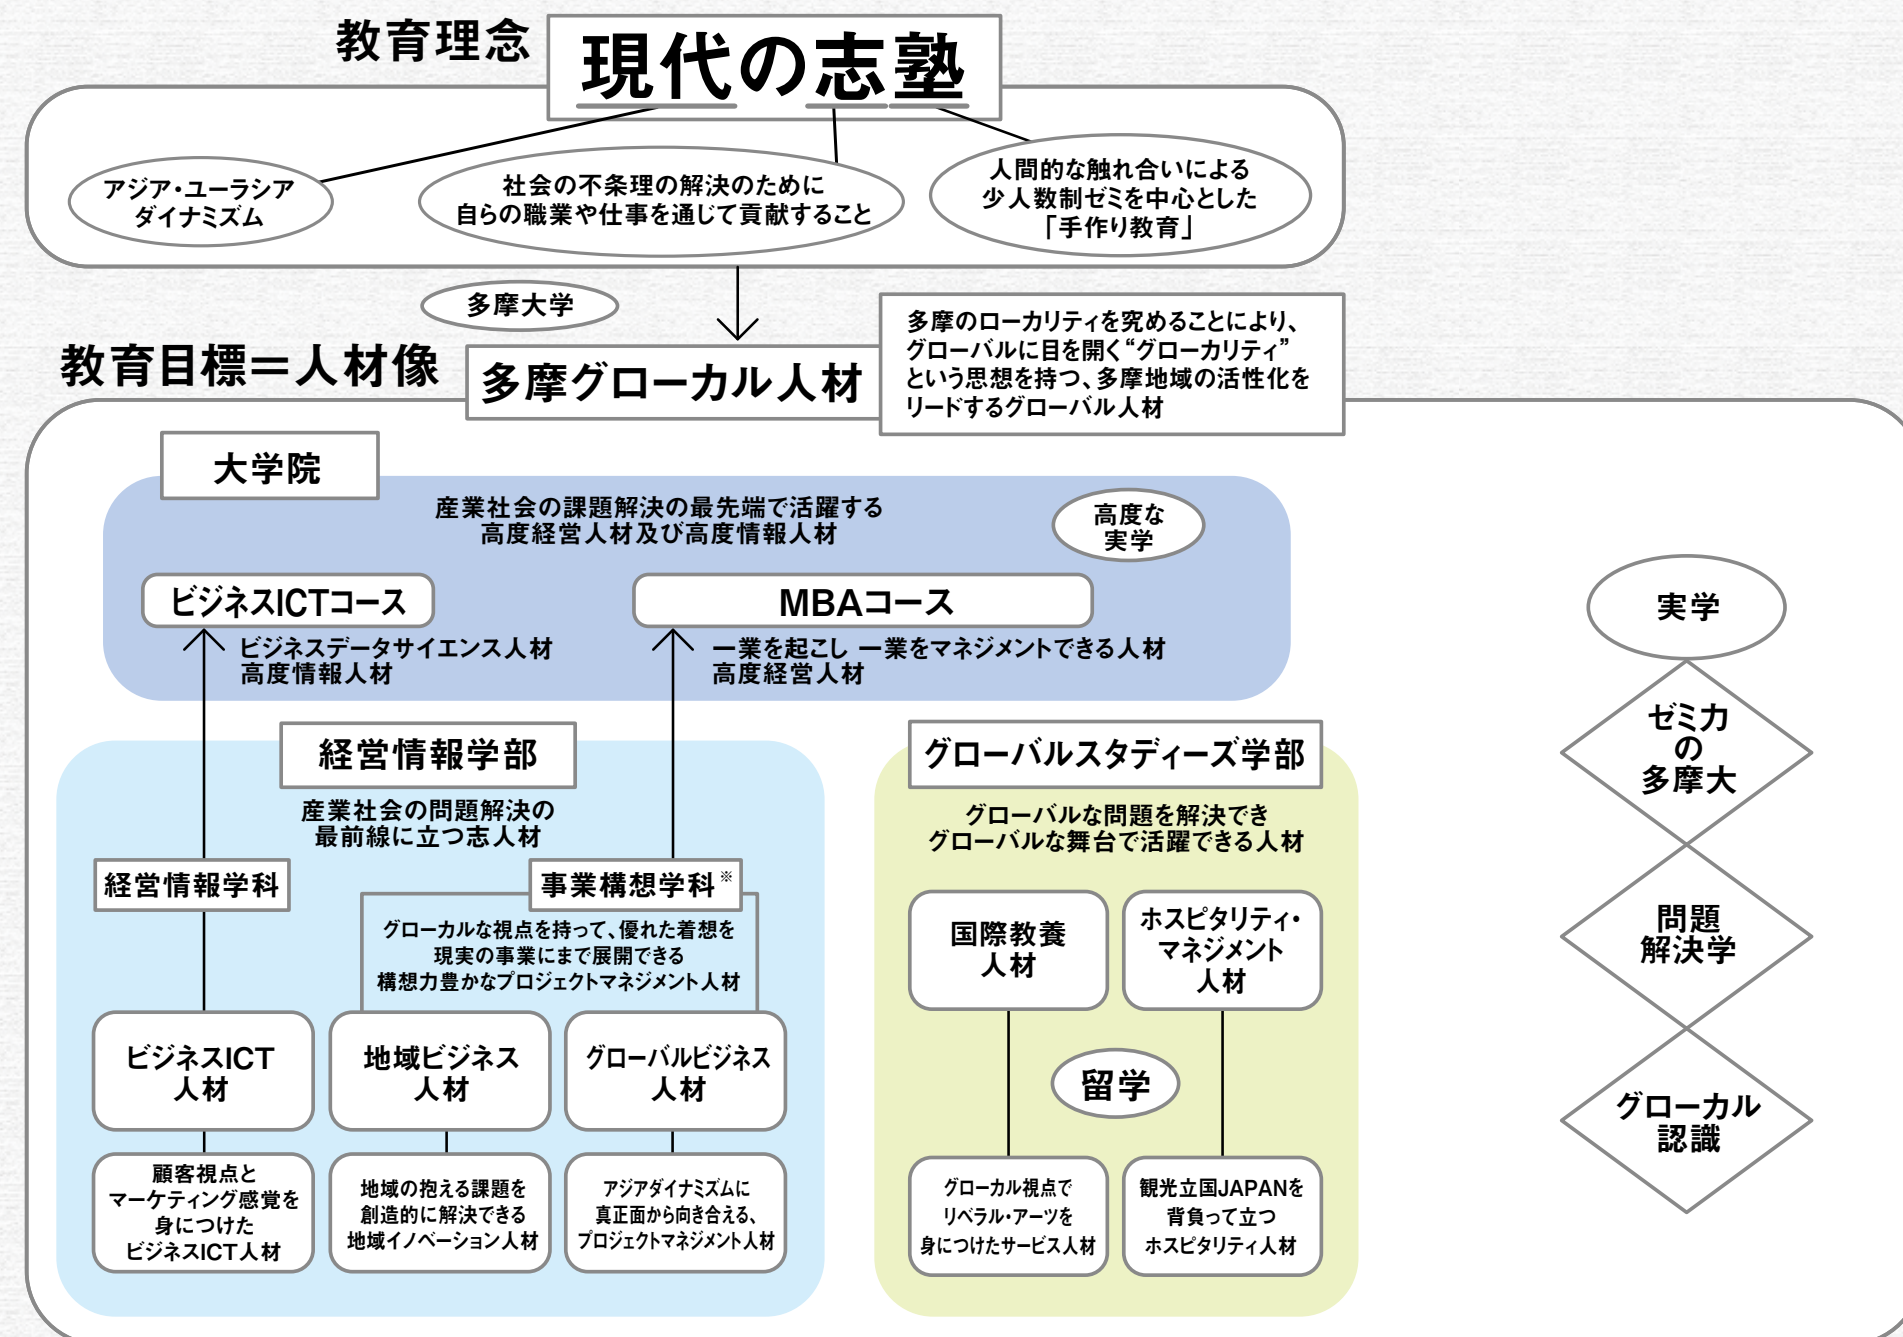 教育理念
現代の志塾
アジア・ユーラシア
ダイナミズム
社会の不条理の解決のために
自らの職業や仕事を通じて貢献すること
人間的な触れ合いによる
少人数制ゼミを中心とした
「手作り教育」
多摩大学
教育目標＝人材像
多摩グローカル人材
多摩のローカリティを究めることにより、
グローバルに目を開く“グローカリティ”
という思想を持つ、多摩地域の活性化を
リードするグローバル人材
大学院
産業社会の課題解決の最先端で活躍する
高度経営人材及び高度情報人材
高度な
実学
ビジネスICTコース
ビジネスデータサイエンス人材
高度情報人材
MBAコース
一業を起こし 一業をマネジメントできる人材
高度経営人材
経営情報学部
産業社会の問題解決の
最前線に立つ志人材
経営情報学科
事業構想学科※
グローカルな視点を持って、優れた着想を
現実の事業にまで展開できる
構想力豊かなプロジェクトマネジメント人材
ビジネスICT
人材
地域ビジネス
人材
グローバルビジネス
人材
顧客視点と
マーケティング感覚を
身につけた
ビジネスICT人材
地域の抱える課題を
創造的に解決できる
地域イノベーション人材
アジアダイナミズムに
真正面から向き合える、
プロジェクトマネジメント人材
グローバルスタディーズ学部
グローバルな問題を解決でき
グローバルな舞台で活躍できる人材
国際教養
人材
ホスピタリティ・
マネジメント
人材
留学
グローカル視点で
リベラル・アーツを
身につけたサービス人材
観光立国JAPANを
背負って立つ
ホスピタリティ人材
実学
ゼミ力
の
多摩大
問題
解決学
グローカル
認識